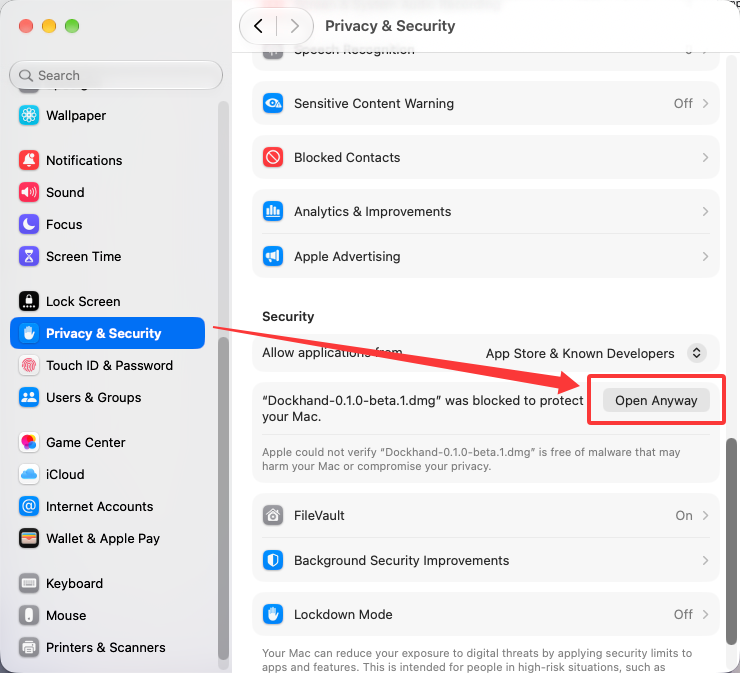 Privacy & Security
Search
Wallpaper
Notifications
Sound
Focus
Screen Time
Lock Screen
Privacy & Security
Touch ID & Password
Users & Groups
Game Center
iCloud
Internet Accounts
Wallet & Apple Pay
Keyboard
Mouse
Printers & Scanners
Speech Recognition
Sensitive Content Warning
Off
Blocked Contacts
Analytics & Improvements
Apple Advertising
Security
Allow applications from
App Store & Known Developers
“Dockhand-0.1.0-beta.1.dmg” was blocked to protect
your Mac.
Open Anyway
Apple could not verify “Dockhand-0.1.0-beta.1.dmg” is free of malware that may
harm your Mac or compromise your privacy.
FileVault
On
Background Security Improvements
Lockdown Mode
Off
Your Mac can reduce your exposure to digital threats by applying security limits to
apps and features. This is intended for people in high-risk situations, such as